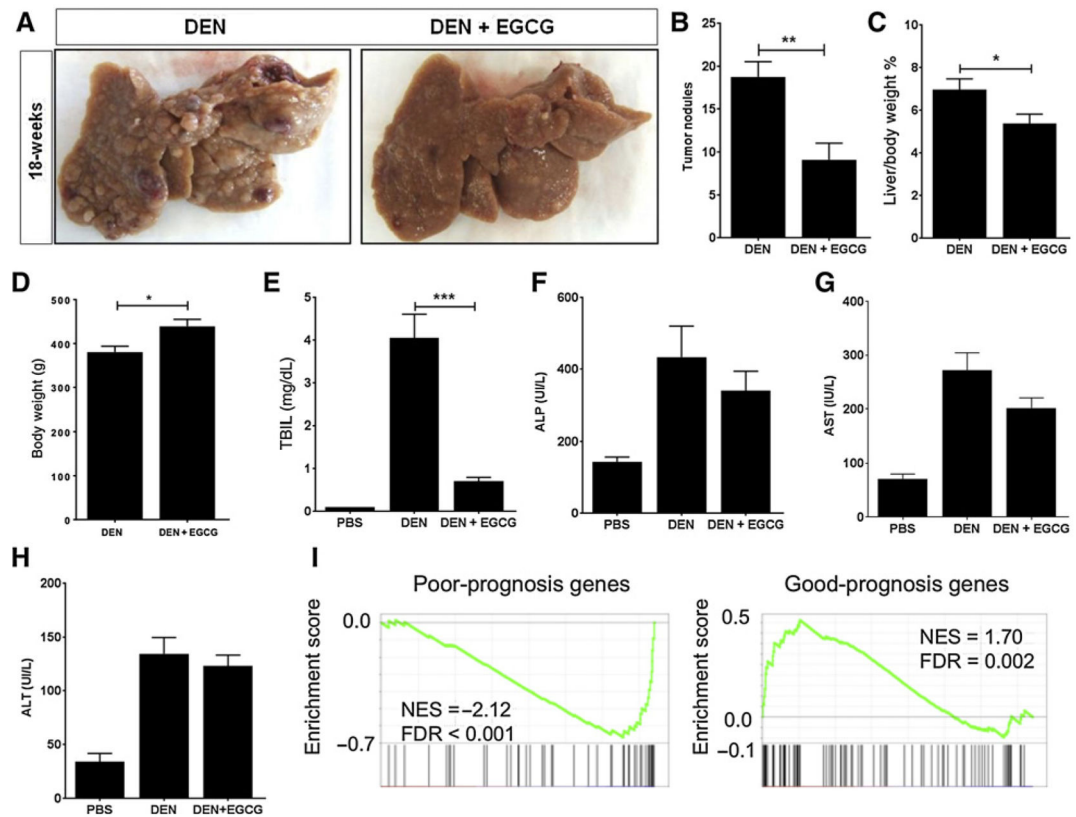 A
DEN
DEN + EGCG
18-weeks
B
Tumor nodules
25
20
15
10
5
0
**
DEN
DEN + EGCG
C
Liver/body weight %
10
8
6
4
2
0
*
DEN
DEN + EGCG
D
Body weight (g)
500
400
300
200
100
0
*
DEN
DEN + EGCG
E
TBIL (mg/dL)
5
4
3
2
1
0
***
PBS
DEN
DEN + EGCG
F
ALP (UI/L)
600
400
200
0
PBS
DEN
DEN + EGCG
G
AST (IU/L)
400
300
200
100
0
PBS
DEN
DEN + EGCG
H
ALT (UI/L)
200
150
100
50
0
PBS
DEN
DEN+EGCG
I
Poor-prognosis genes
Enrichment score
0.0
−0.7
NES =−2.12
FDR < 0.001
Good-prognosis genes
Enrichment score
0.5
0.0
−0.1
NES = 1.70
FDR = 0.002